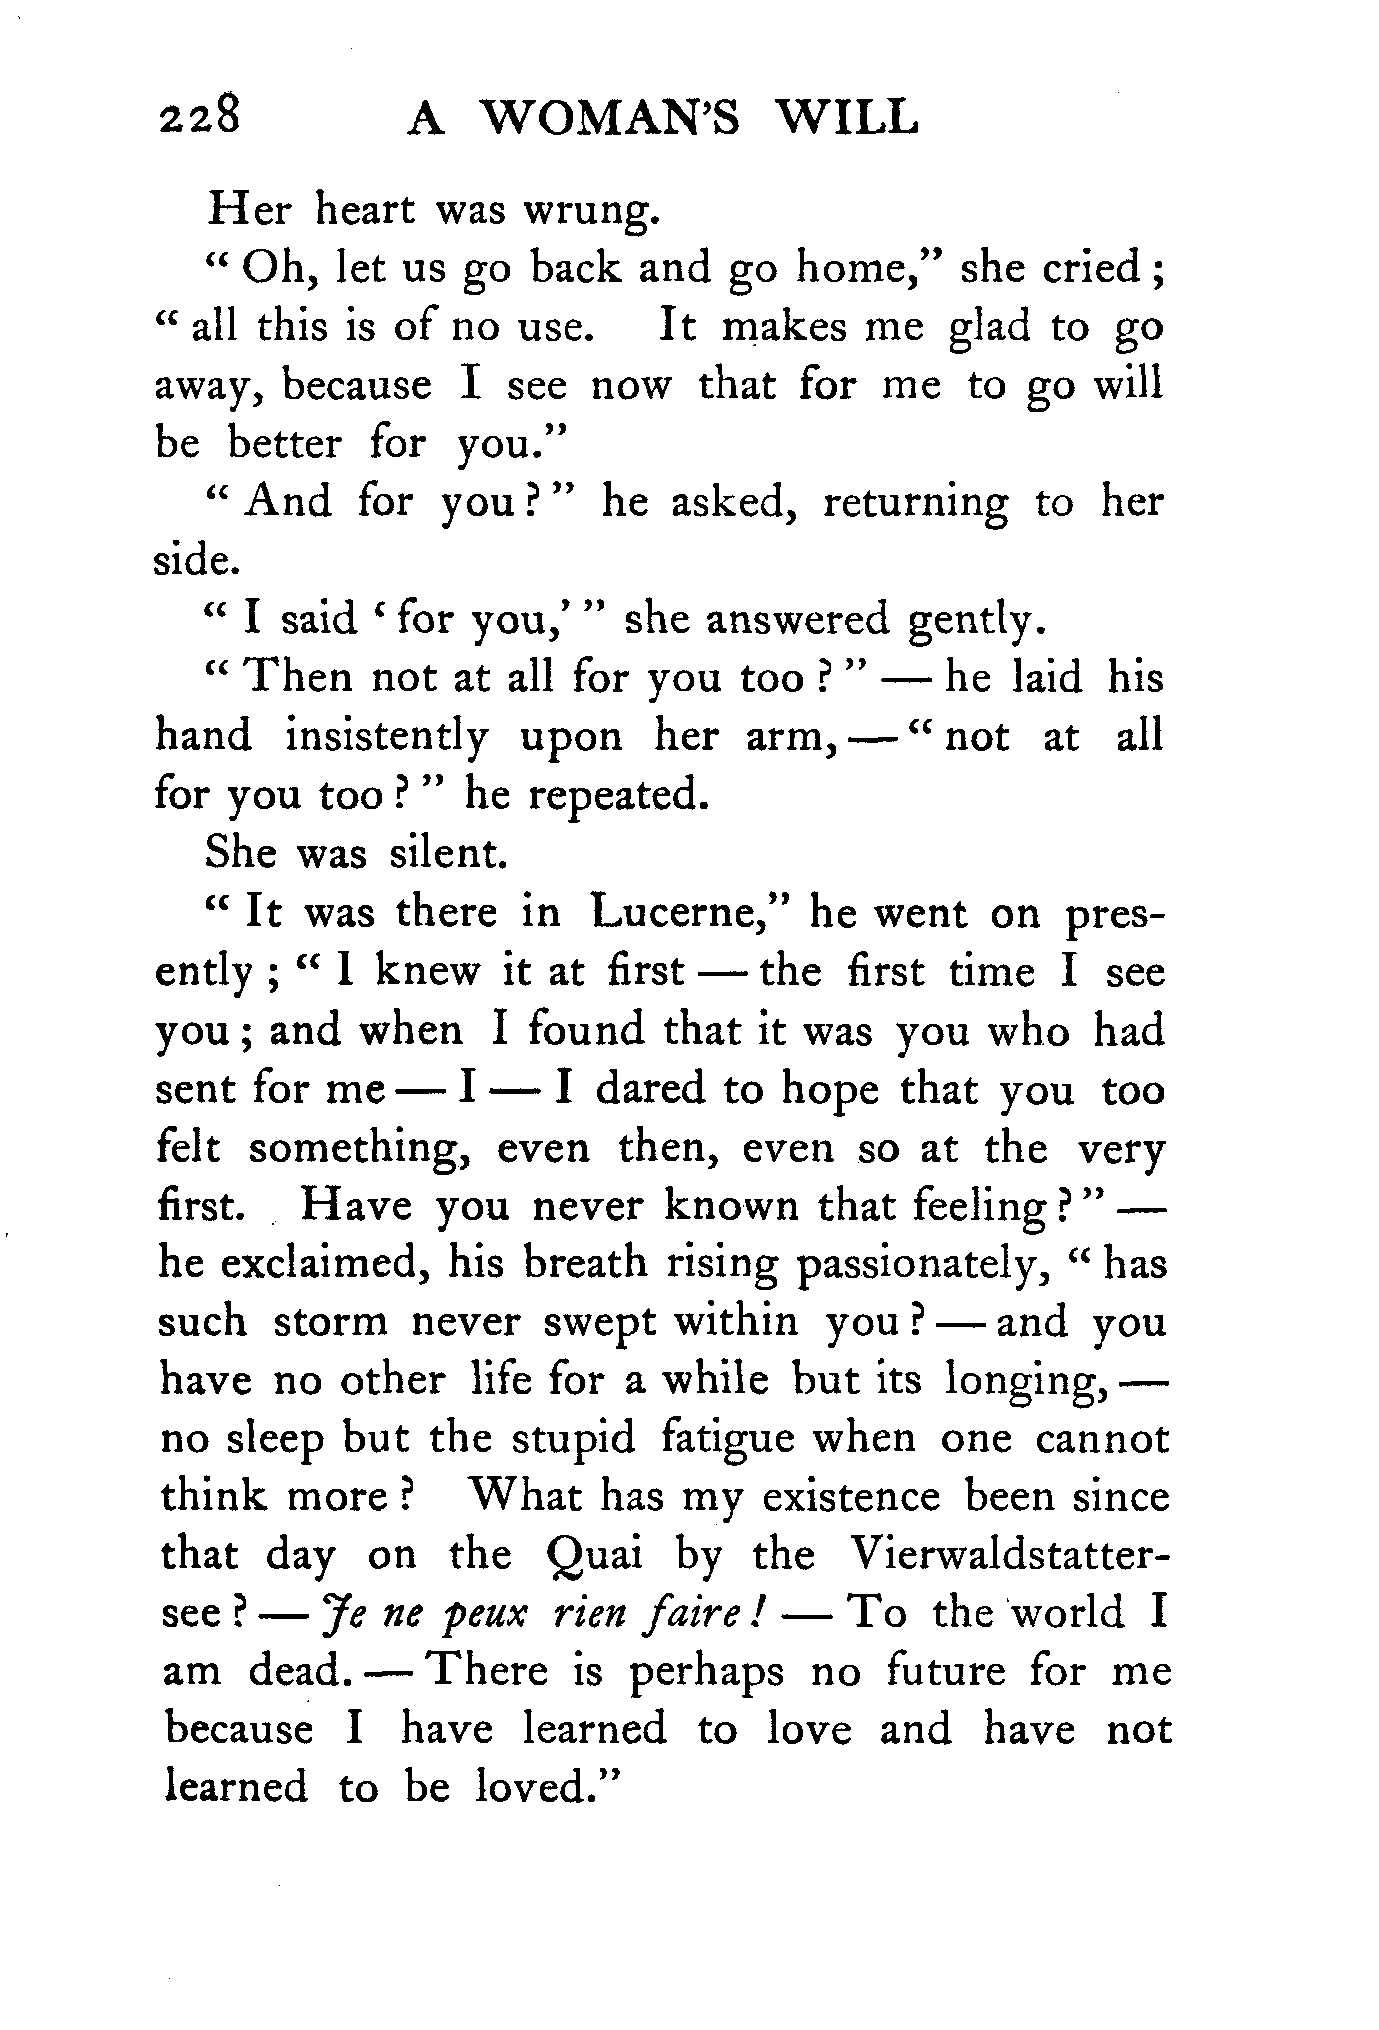 228 A WOMAN'S WILL
Her heart was wrung.
“ Oh, let us go back and go home,” she cried ;
“ all this is of no use. It makes me glad to go
away, because I see now that for me to go will
be better for you.”
“ And for you ? ” he asked, returning to her
side.
“ I said ‘ for you,’ ” she answered gently.
“ Then not at all for you too ? ” — he laid his
hand insistently upon her arm, — “ not at all
for you too ? ” he repeated.
She was silent.
“ It was there in Lucerne,” he went on pres-
ently ; “ I knew it at first — the first time I see
you ; and when I found that it was you who had
sent for me — I — I dared to hope that you too
felt something, even then, even so at the very
first. Have you never known that feeling ? ” —
he exclaimed, his breath rising passionately, “ has
such storm never swept within you ? — and you
have no other life for a while but its longing, —
no sleep but the stupid fatigue when one cannot
think more ? What has my existence been since
that day on the Quai by the Vierwaldstatter-
see ? — Je ne peux rien faire ! — To the world I
am dead. — There is perhaps no future for me
because I have learned to love and have not
learned to be loved.”